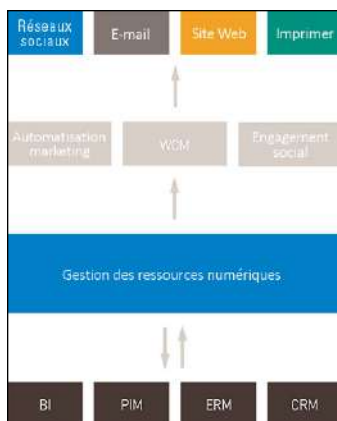 Réseaux
sociaux
E-mail
Site Web
Imprimer
Automatisation
marketing
WCM
Engagement
social
Gestion des ressources numériques
BI
PIM
ERM
CRM